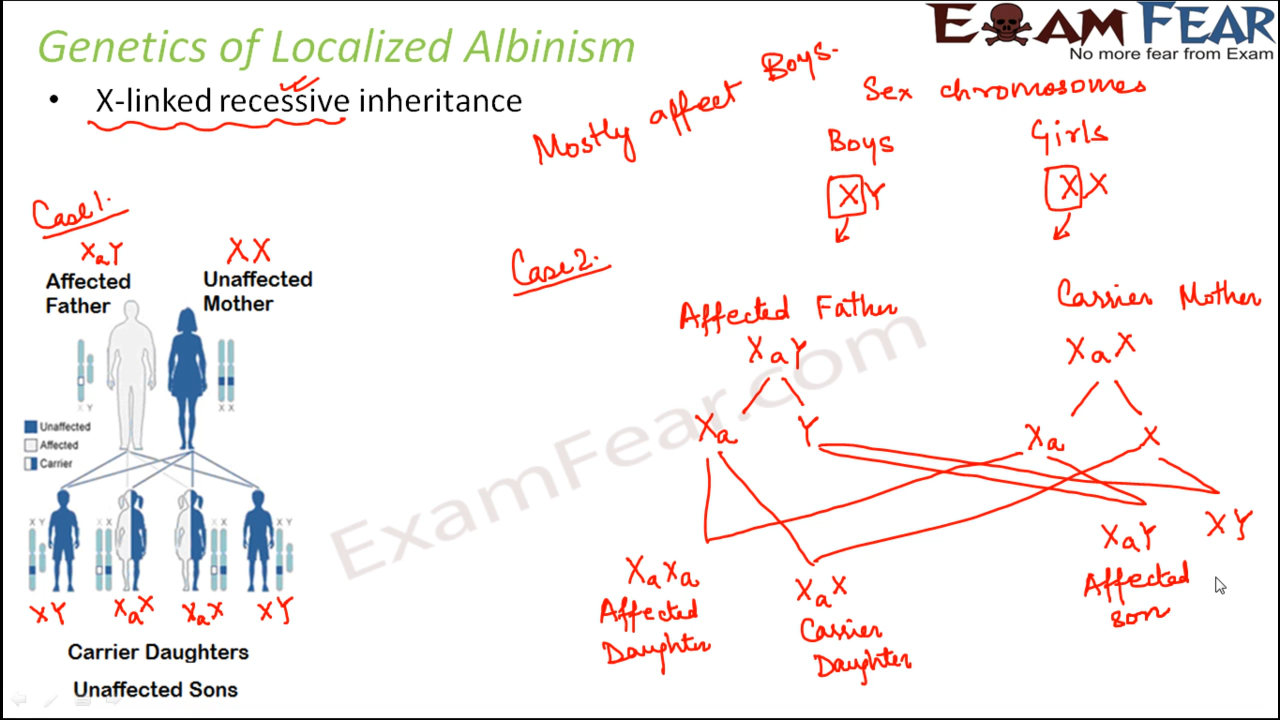 Genetics of Localized Albinism
EXAM FEAR
No more fear from Exam
• X-linked recessive inheritance
Mostly affect Boys.
Sex chromosomes
Boys
Girls
XY
XX
Case 1.
XaY
XX
Affected
Father
Unaffected
Mother
X Y
X X
Unaffected
Affected
Carrier
X Y
X X
X X
X Y
XY
XaX
XaX
XY
Carrier Daughters
Unaffected Sons
Case 2.
Affected Father
Carrier Mother
XaY
XaX
Xa
Y
Xa
X
XaXa
Affected
Daughter
XaX
Carrier
Daughter
XaY
Affected
son
XY
ExamFear.com